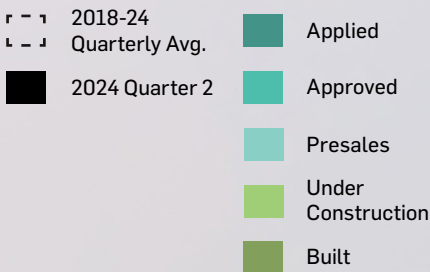 2018-24
Quarterly Avg.
2024 Quarter 2
Applied
Approved
Presales
Under
Construction
Built